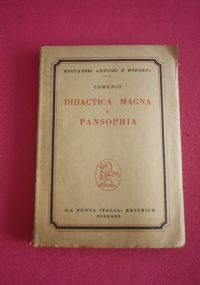 EDUCATORI ANTICHI E MODERNI
COMENIO
DIDACTICA MAGNA
E
PANSOPHIA
«LA NUOVA ITALIA» EDITRICE
FIRENZE